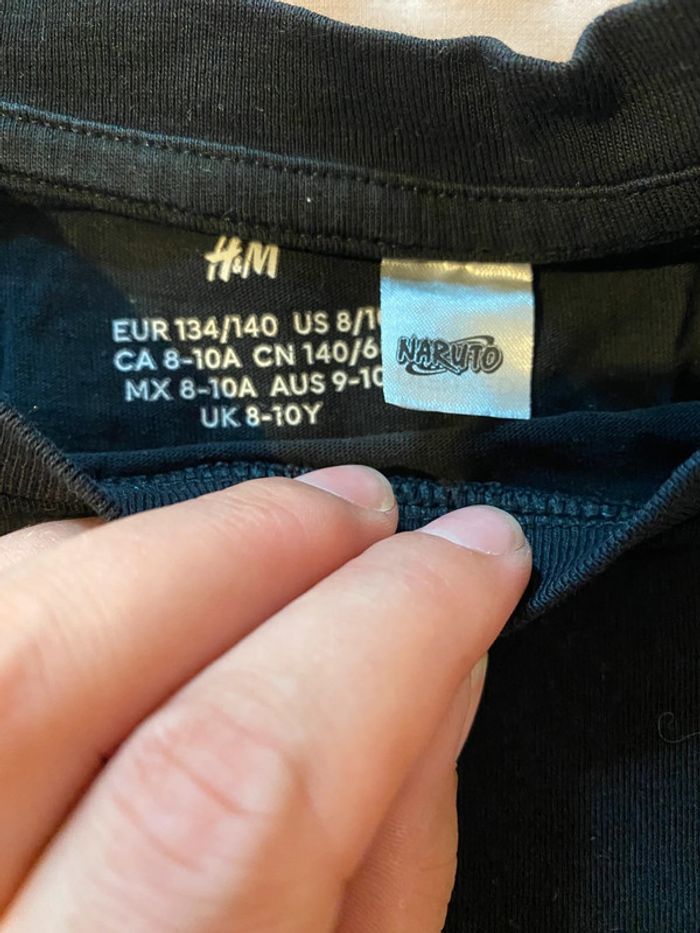 H&M
EUR 134/140 US 8/1
CA 8-10A CN 140/6
MX 8-10A AUS 9-10
UK 8-10Y
NARUTO